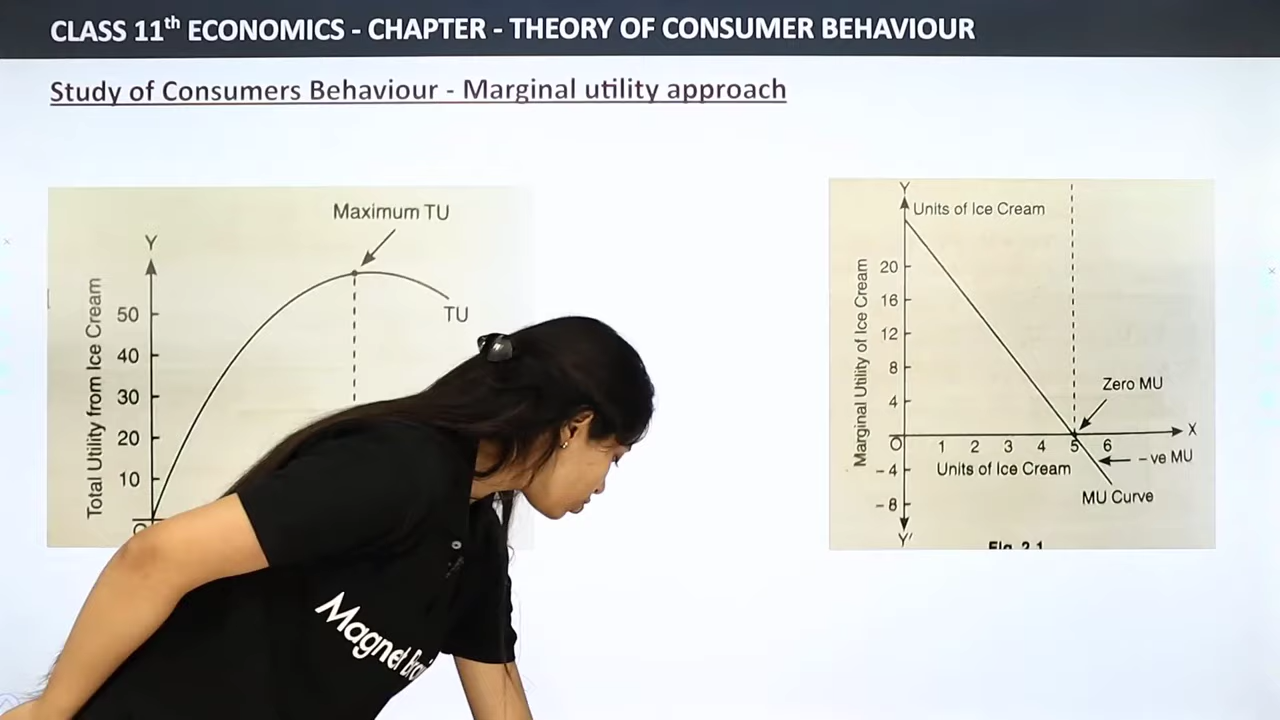 CLASS 11th ECONOMICS - CHAPTER - THEORY OF CONSUMER BEHAVIOUR
Study of Consumers Behaviour - Marginal utility approach
Maximum TU
Y
Total Utility from Ice Cream
50
40
30
20
10
TU
Y
Units of Ice Cream
Marginal Utility of Ice Cream
20
16
12
8
4
O
1 2 3 4 5 6
X
Zero MU
- 4
Units of Ice Cream
-ve MU
- 8
MU Curve
Y'
Magnet